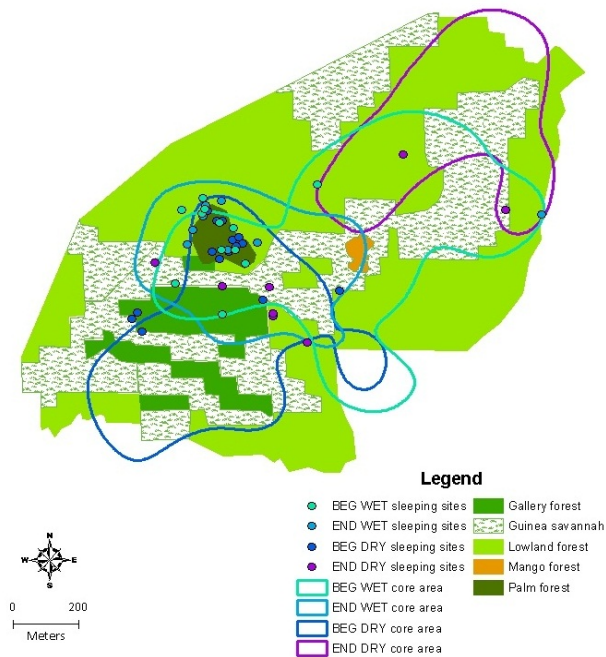 Legend
BEG WET sleeping sites
END WET sleeping sites
BEG DRY sleeping sites
END DRY sleeping sites
BEG WET core area
END WET core area
BEG DRY core area
END DRY core area
Gallery forest
Guinea savannah
Lowland forest
Mango forest
Palm forest
N
W E
S
0 200
Meters